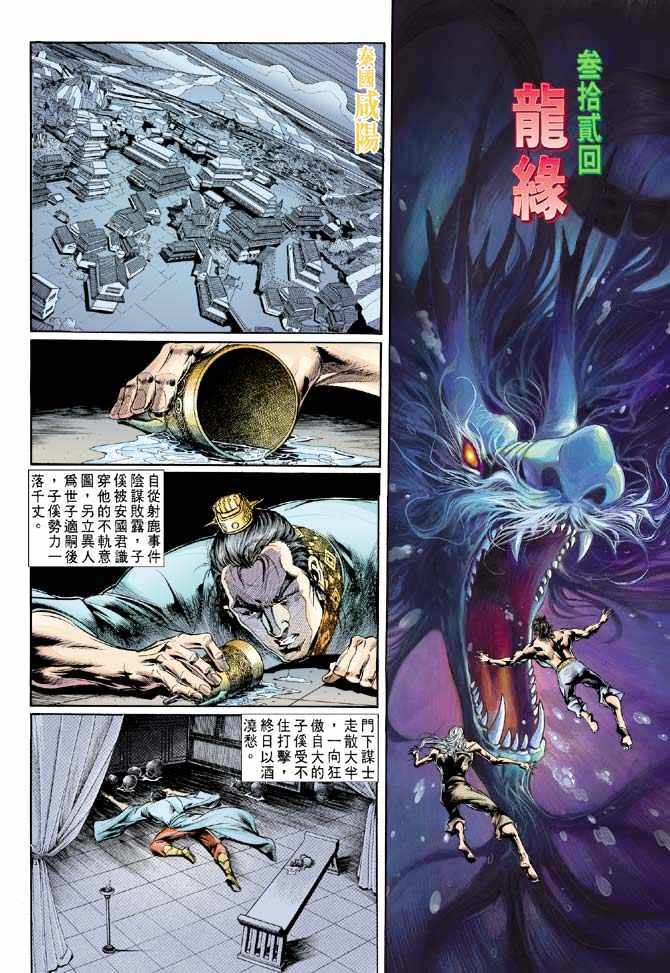 叁拾貳回
龍緣
秦國咸陽
自從射鹿事件
陰謀敗露，子
傒被安國君識
穿他的不軌意
圖，另立異人
為世子適嗣後
，子傒勢力一
落千丈。
門下謀士
走散大半
，一向狂
傲自大的
子傒受不
住打擊，
終日以酒
澆愁。